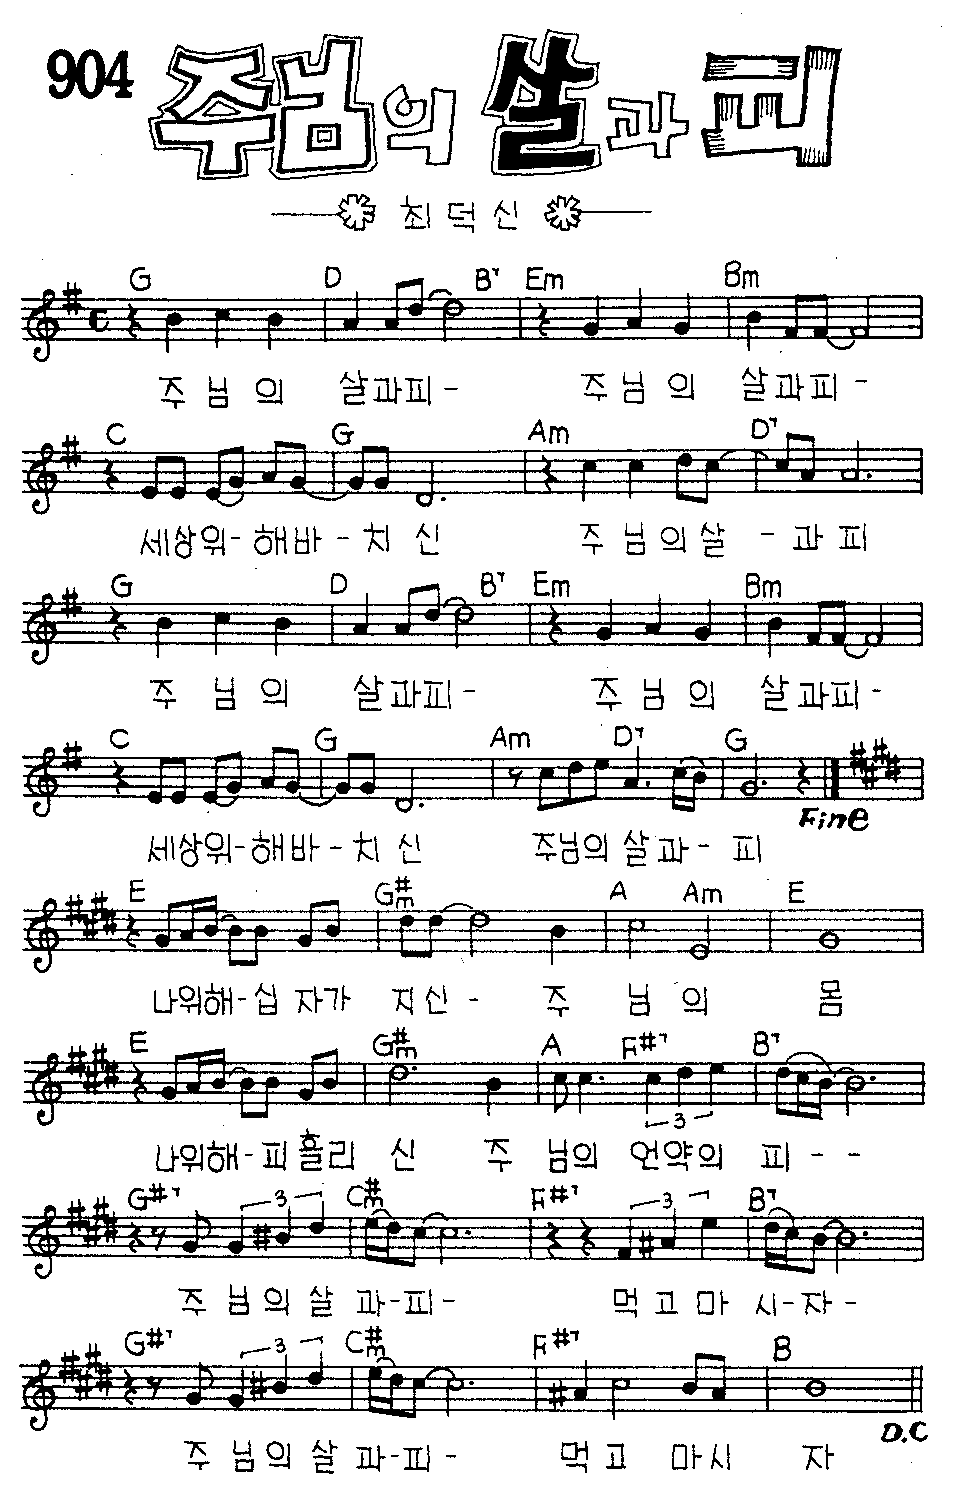 904 주님의 살과 피
최덕신
G D B7 Em Bm
주 님 의 살과피- 주 님 의 살과피-
C G Am D7
세상위-해바-치 신 주 님 의 살 - 과 피
G D B7 Em Bm
주 님 의 살과피- 주 님 의 살과피-
C G Am D7 G
Fine
세상위-해바-치 신 주님의 살 과- 피
E G#m A Am E
나위해-십 자가 지신 - 주 님 의 몸
E G#m A F#7 B7
3
나위해-피 흘리 신 주 님의 언약의 피 - -
G#7 3 C#m F#7 3 B7
주 님 의 살 과-피- 먹 고 마 시-자-
G#7 3 C#m F#7 B
D.C
주 님 의 살 과-피- 먹 고 마시 자